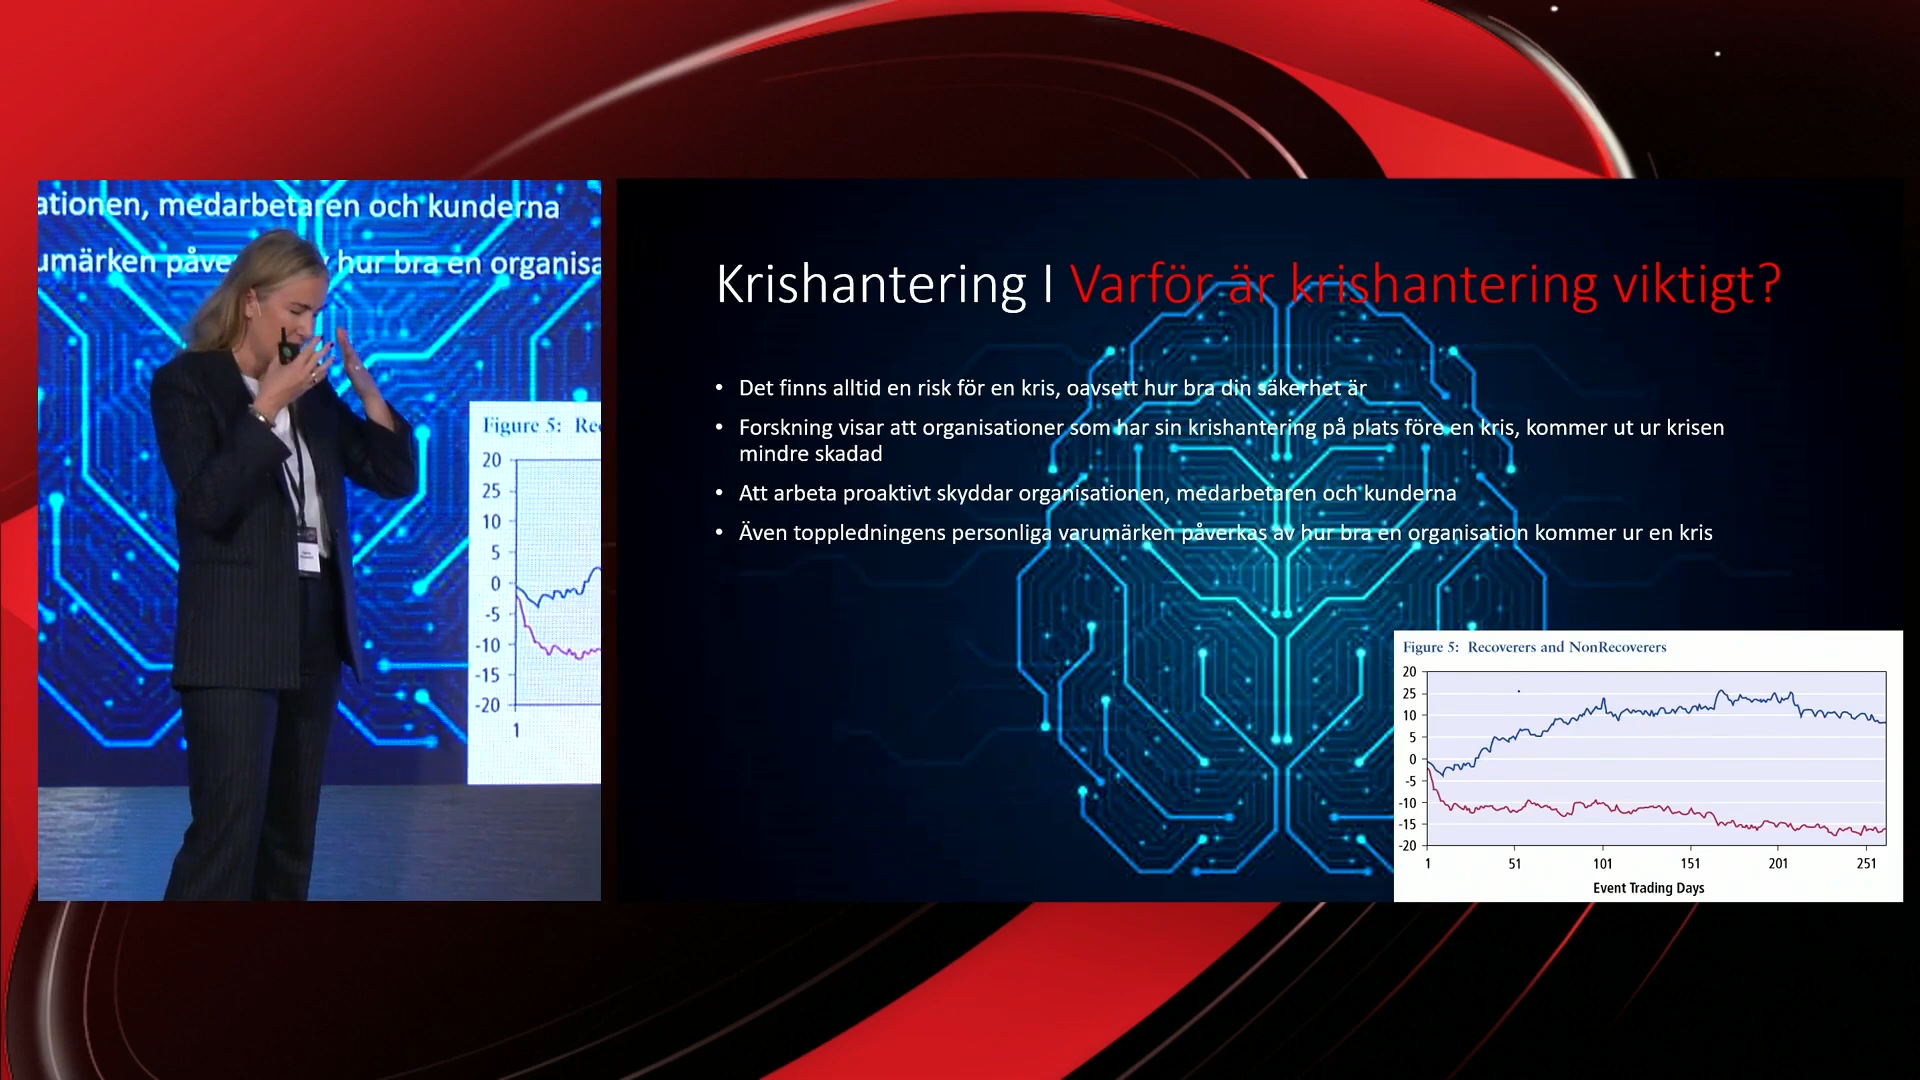 ationen, medarbetaren och kunderna
umärken påve hur bra en organisa
Figure 5: Re
20
25
10
5
0
-5
-10
-15
-20
1
Krishantering I Varför är krishantering viktigt?
• Det finns alltid en risk för en kris, oavsett hur bra din säkerhet är
• Forskning visar att organisationer som har sin krishantering på plats före en kris, kommer ut ur krisen
mindre skadad
• Att arbeta proaktivt skyddar organisationen, medarbetaren och kunderna
• Även toppledningens personliga varumärken påverkas av hur bra en organisation kommer ur en kris
Figure 5: Recoverers and NonRecoverers
20
25
10
5
0
-5
-10
-15
-20
1 51 101 151 201 251
Event Trading Days